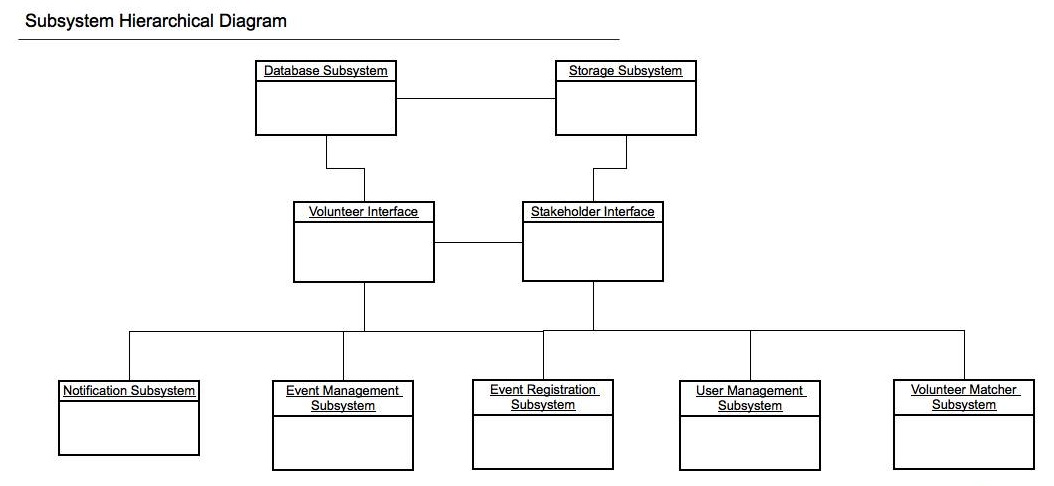 Subsystem Hierarchical Diagram
Database Subsystem
Storage Subsystem
Volunteer Interface
Stakeholder Interface
Notification Subsystem
Event Management
Subsystem
Event Registration
Subsystem
User Management
Subsystem
Volunteer Matcher
Subsystem